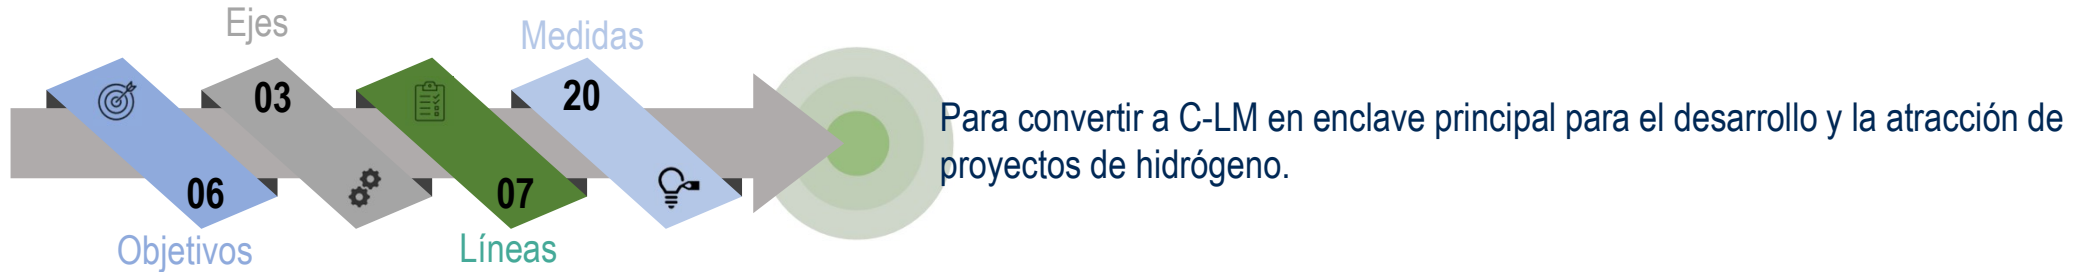 Ejes
Medidas
03
20
06
07
Objetivos
Líneas
Para convertir a C-LM en enclave principal para el desarrollo y la atracción de
proyectos de hidrógeno.